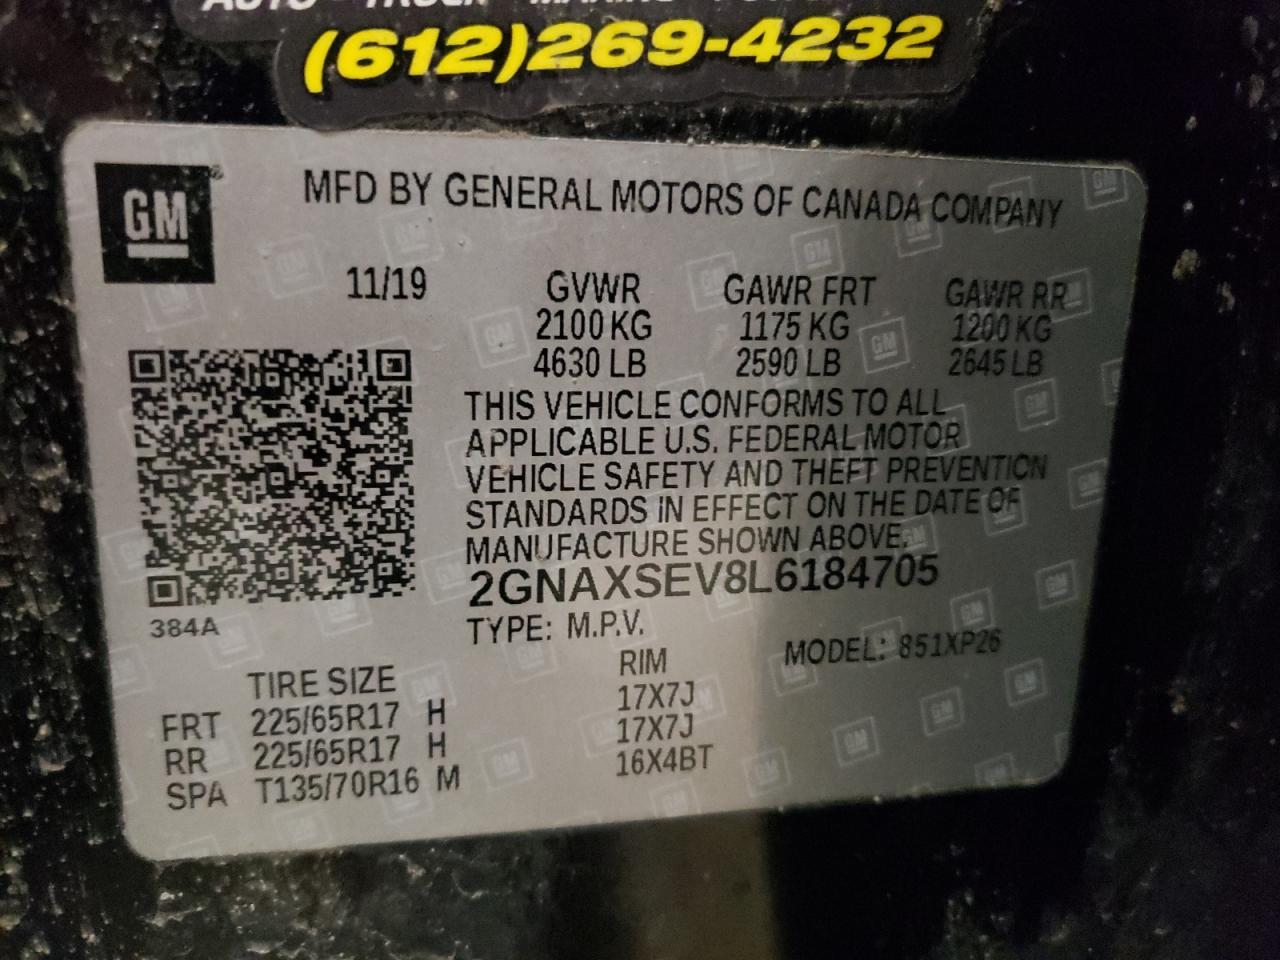 AUTO - TRUCK
(612)269-4232
GM
MFD BY GENERAL MOTORS OF CANADA COMPANY
11/19 GVWR GAWR FRT GAWR RR
2100 KG 1175 KG 1200 KG
4630 LB 2590 LB 2645 LB
THIS VEHICLE CONFORMS TO ALL
APPLICABLE U.S. FEDERAL MOTOR
VEHICLE SAFETY AND THEFT PREVENTION
STANDARDS IN EFFECT ON THE DATE OF
MANUFACTURE SHOWN ABOVE.
2GNAXSEV8L6184705
384A
TYPE: M.P.V. MODEL: 851XP26
TIRE SIZE RIM
FRT 225/65R17 H 17X7J
RR 225/65R17 H 17X7J
SPA T135/70R16 M 16X4BT